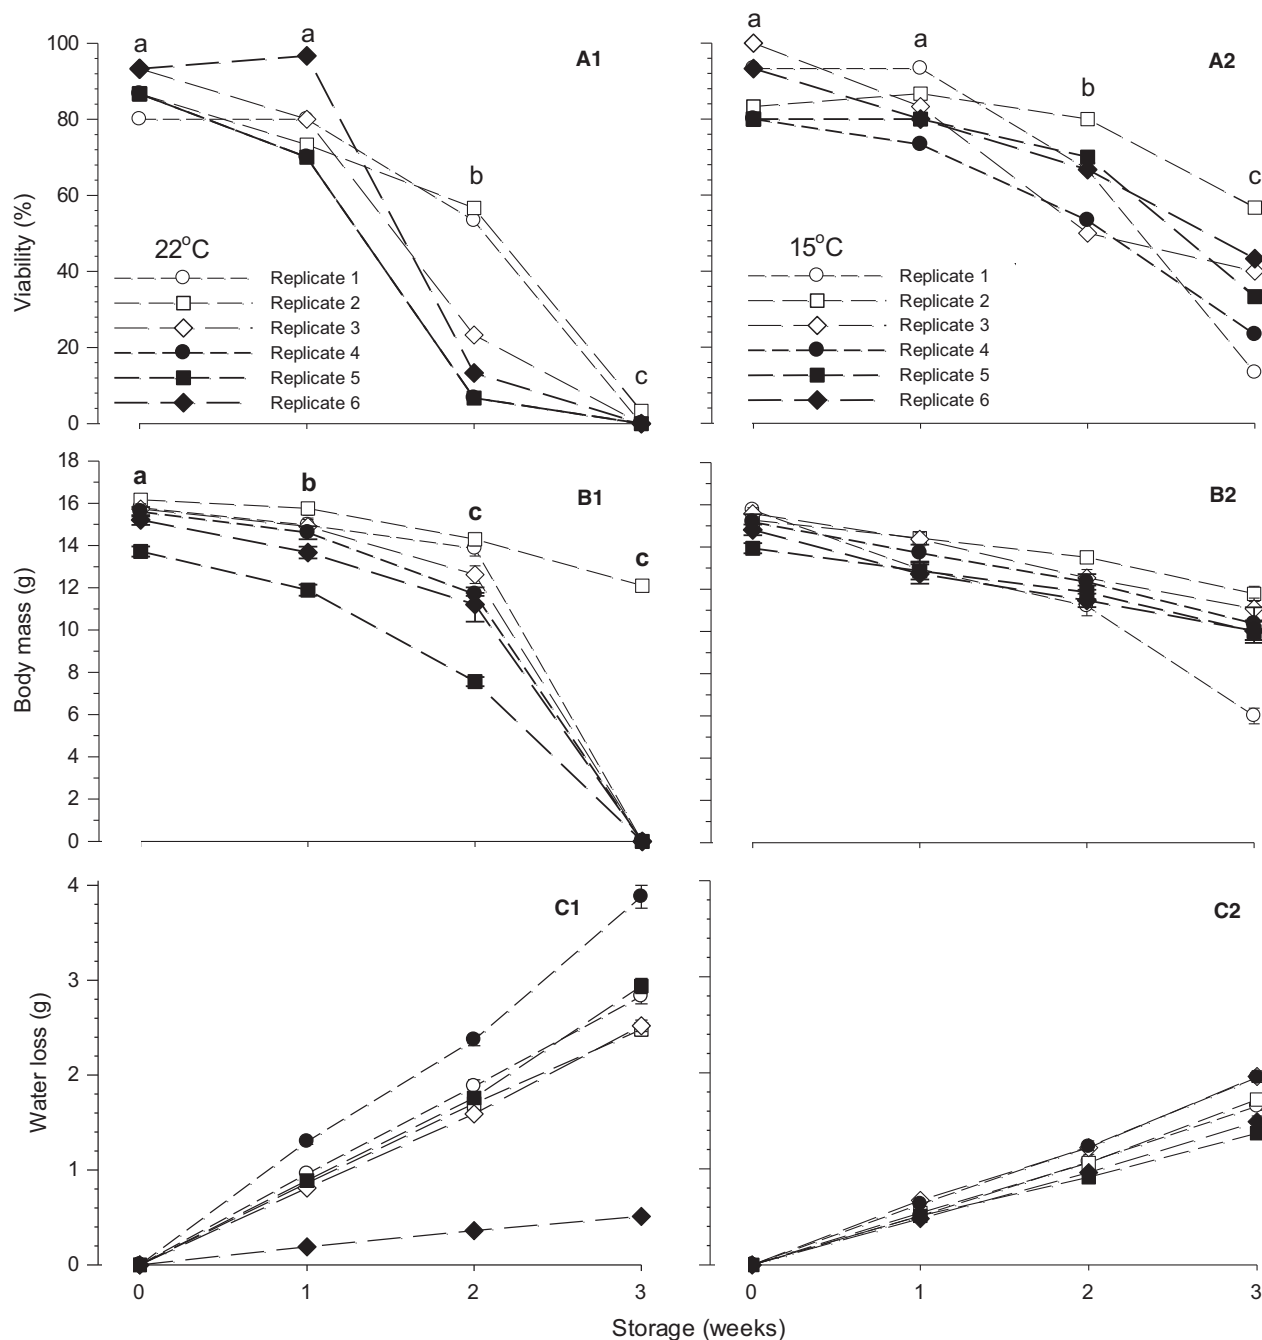 a
a
A1
100
80
60
40
20
0
Viability (%)
b
c
22°C
Replicate 1
Replicate 2
Replicate 3
Replicate 4
Replicate 5
Replicate 6
a
a
A2
b
c
15°C
Replicate 1
Replicate 2
Replicate 3
Replicate 4
Replicate 5
Replicate 6
18
16
14
12
10
8
6
4
2
0
Body mass (g)
a
b
c
c
B1
B2
4
3
2
1
0
Water loss (g)
C1
C2
0 1 2 3
0 1 2 3
Storage (weeks)